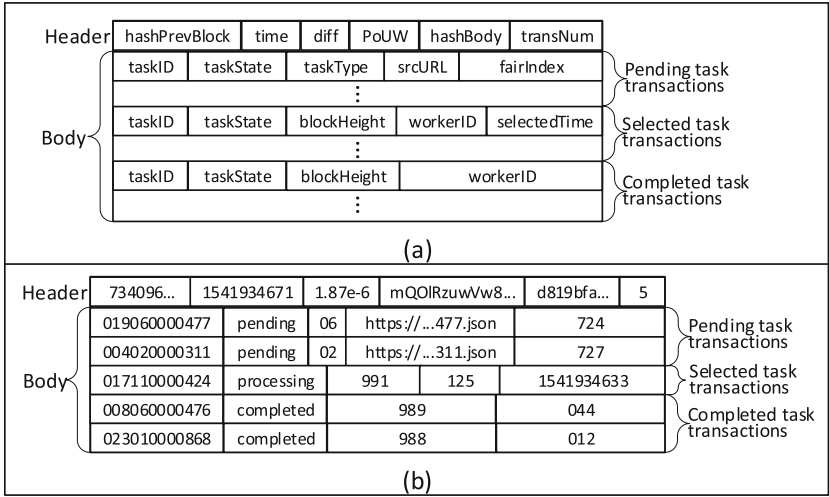 Header hashPrevBlock time diff PoUW hashBody transNum
taskID taskState taskType srcURL fairIndex
Pending task
transactions
⋮
Body
taskID taskState blockHeight workerID selectedTime
Selected task
transactions
⋮
taskID taskState blockHeight workerID
Completed task
transactions
⋮
(a)
Header 734096... 1541934671 1.87e-6 mQOlRzuwVw8... d819bfa... 5
019060000477 pending 06 https://...477.json 724
004020000311 pending 02 https://...311.json 727
Pending task
transactions
Body
017110000424 processing 991 125 1541934633
Selected task
transactions
008060000476 completed 989 044
023010000868 completed 988 012
Completed task
transactions
(b)